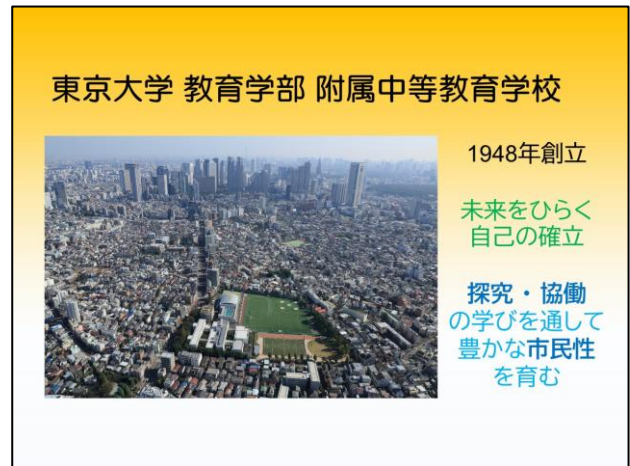 東京大学 教育学部 附属中等教育学校
1948年創立
未来をひらく
自己の確立
探究・協働
の学びを通して
豊かな市民性
を育む